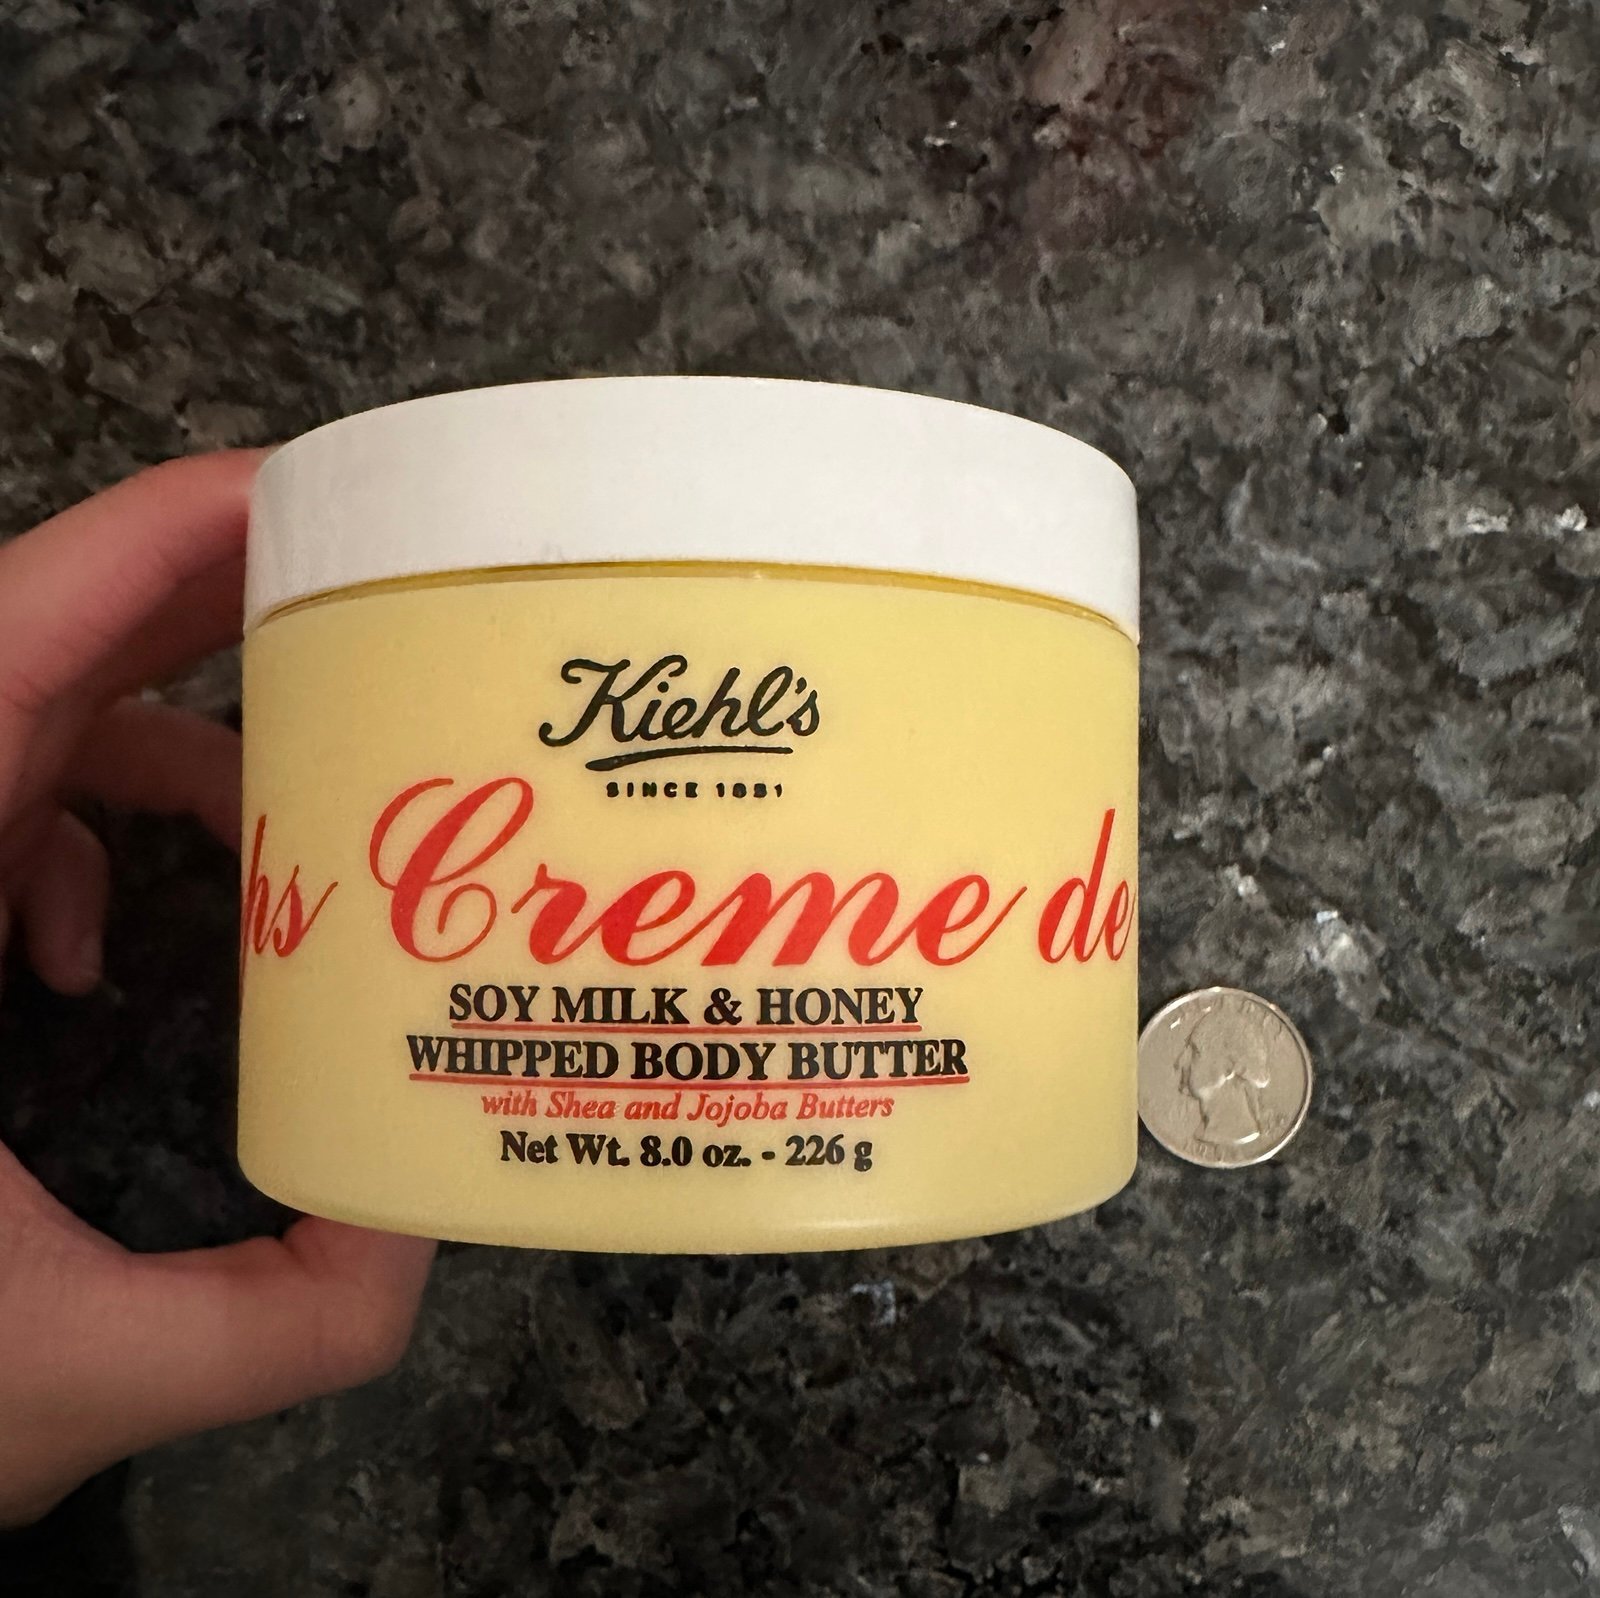 Kiehl's
SINCE 1851
ps Creme de
SOY MILK & HONEY
WHIPPED BODY BUTTER
with Shea and Jojoba Butters
Net Wt. 8.0 oz. - 226 g